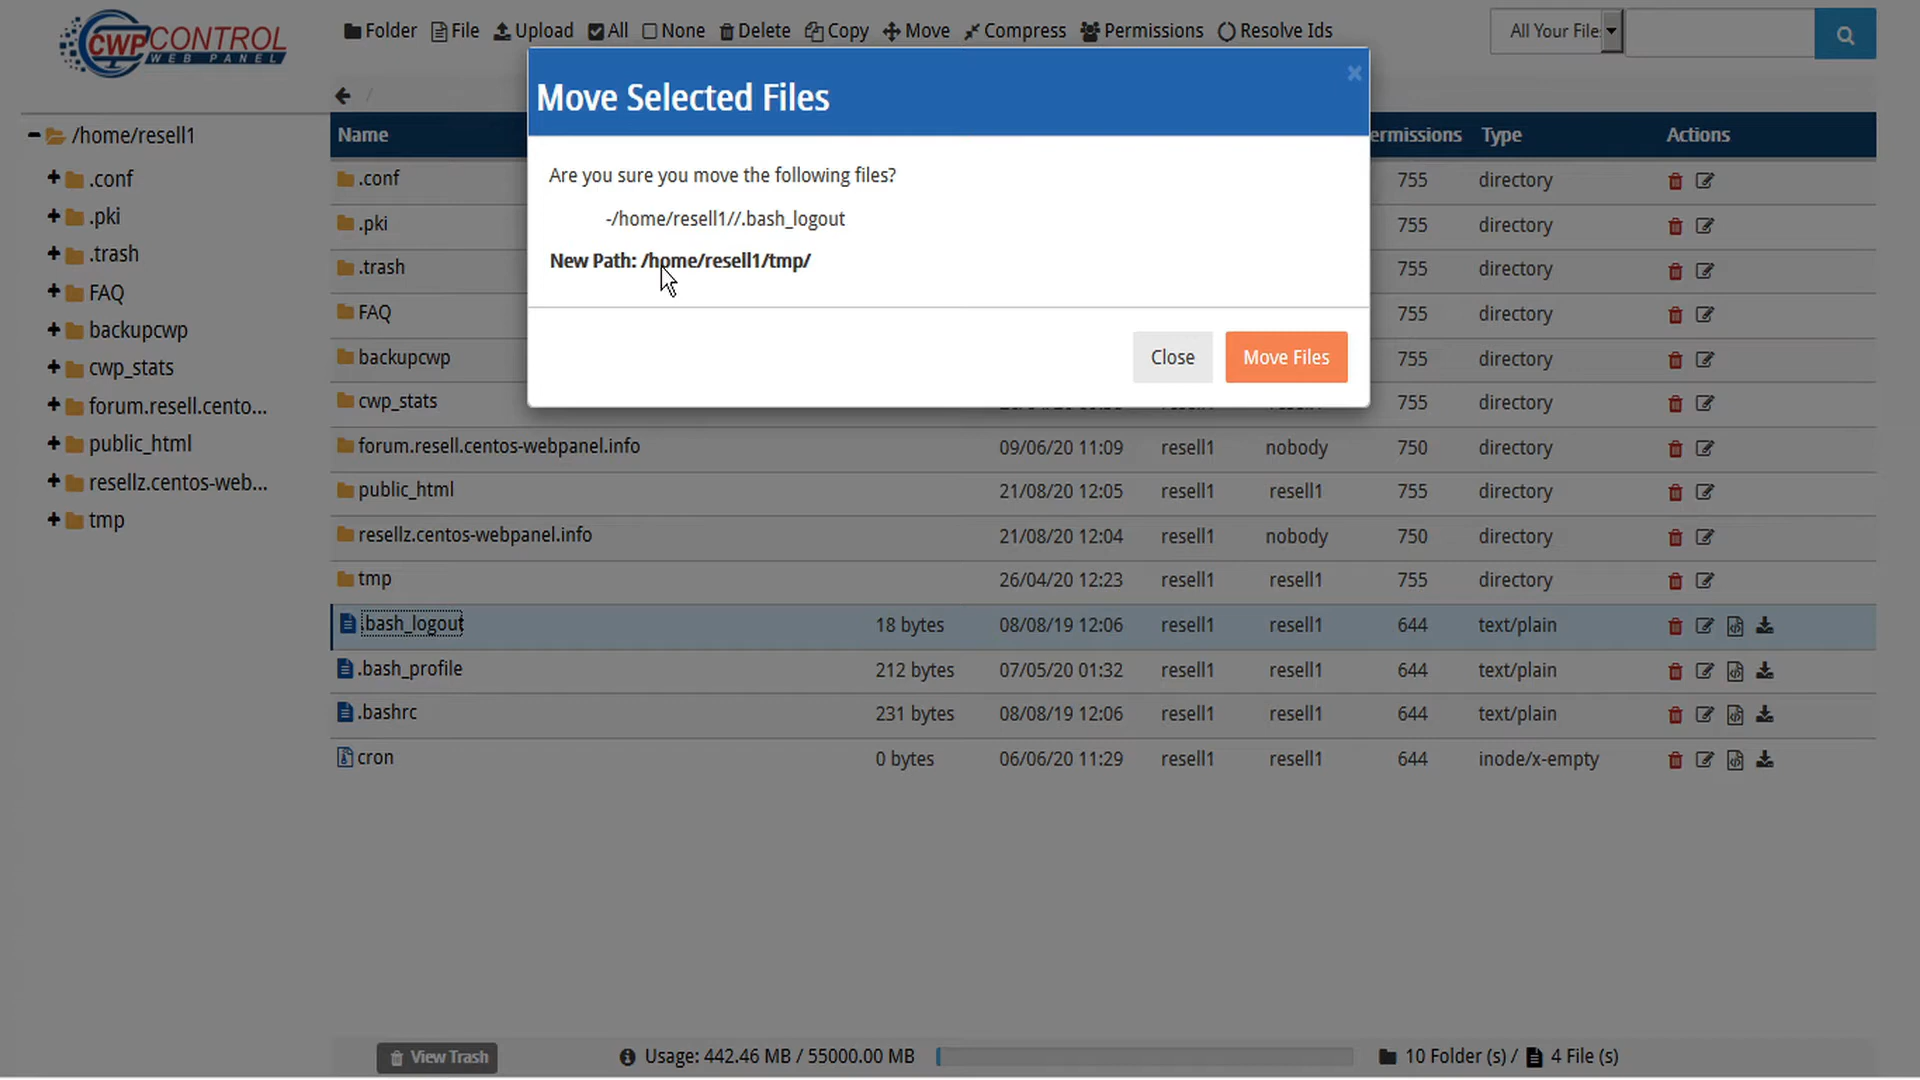 CWP CONTROL
WEB PANEL
Folder File Upload All None Delete Copy Move Compress Permissions Resolve Ids
All Your File
/
Move Selected Files
×
Are you sure you move the following files?
-/home/resell1//.bash_logout
New Path: /home/resell1/tmp/
Close Move Files
/home/resell1
.conf
.pki
.trash
FAQ
backupcwp
cwp_stats
forum.resell.cento...
public_html
resellz.centos-web...
tmp
Name ermissions Type Actions
.conf 755 directory
.pki 755 directory
.trash 755 directory
FAQ 755 directory
backupcwp 755 directory
cwp_stats 755 directory
forum.resell.centos-webpanel.info 09/06/20 11:09 resell1 nobody 750 directory
public_html 21/08/20 12:05 resell1 resell1 755 directory
resellz.centos-webpanel.info 21/08/20 12:04 resell1 nobody 750 directory
tmp 26/04/20 12:23 resell1 resell1 755 directory
.bash_logout 18 bytes 08/08/19 12:06 resell1 resell1 644 text/plain
.bash_profile 212 bytes 07/05/20 01:32 resell1 resell1 644 text/plain
.bashrc 231 bytes 08/08/19 12:06 resell1 resell1 644 text/plain
cron 0 bytes 06/06/20 11:29 resell1 resell1 644 inode/x-empty
View Trash Usage: 442.46 MB / 55000.00 MB 10 Folder (s) / 4 File (s)